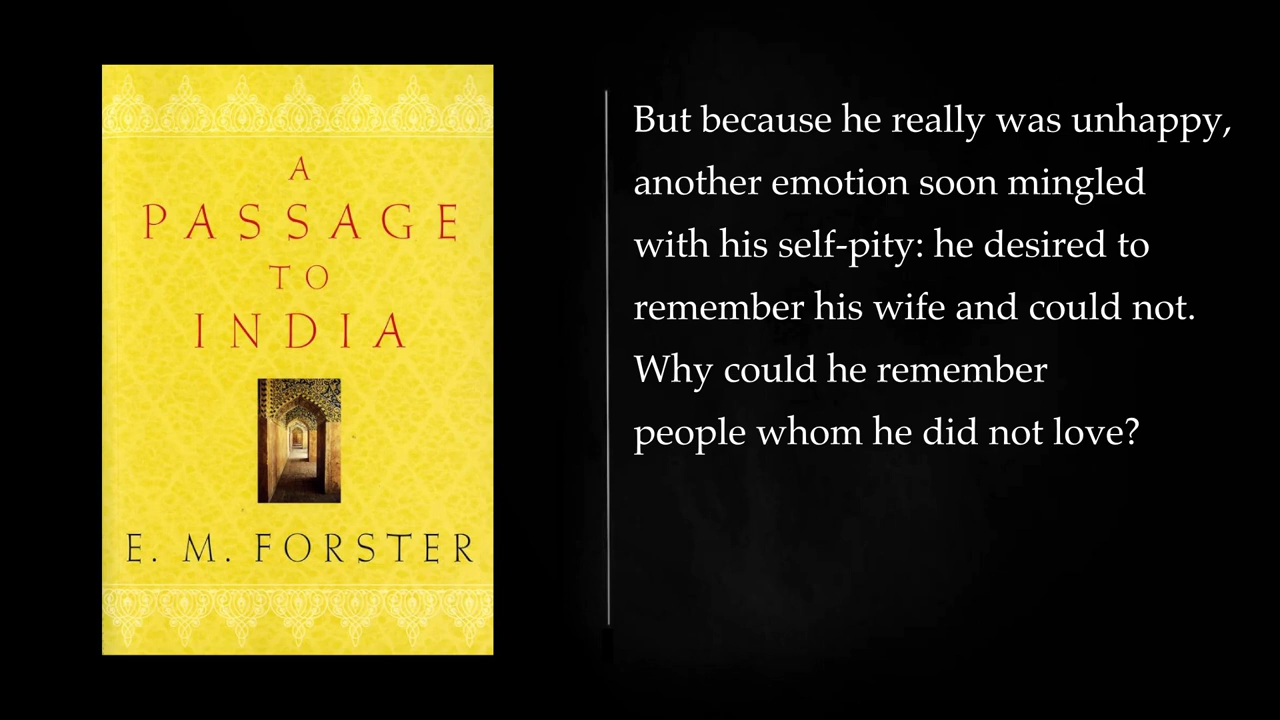 A
PASSAGE
TO
INDIA
E. M. FORSTER
But because he really was unhappy,
another emotion soon mingled
with his self-pity: he desired to
remember his wife and could not.
Why could he remember
people whom he did not love?